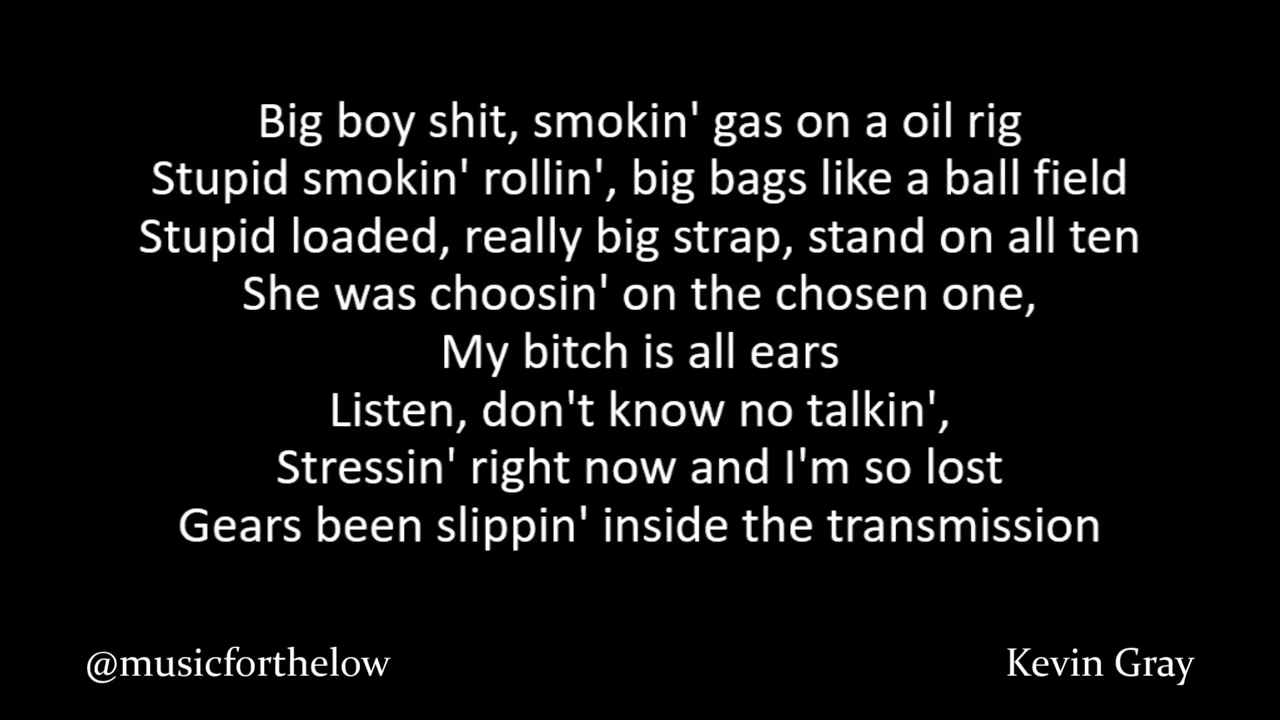 Big boy shit, smokin' gas on a oil rig
Stupid smokin' rollin', big bags like a ball field
Stupid loaded, really big strap, stand on all ten
She was choosin' on the chosen one,
My bitch is all ears
Listen, don't know no talkin',
Stressin' right now and I'm so lost
Gears been slippin' inside the transmission
@musicforthelow
Kevin Gray